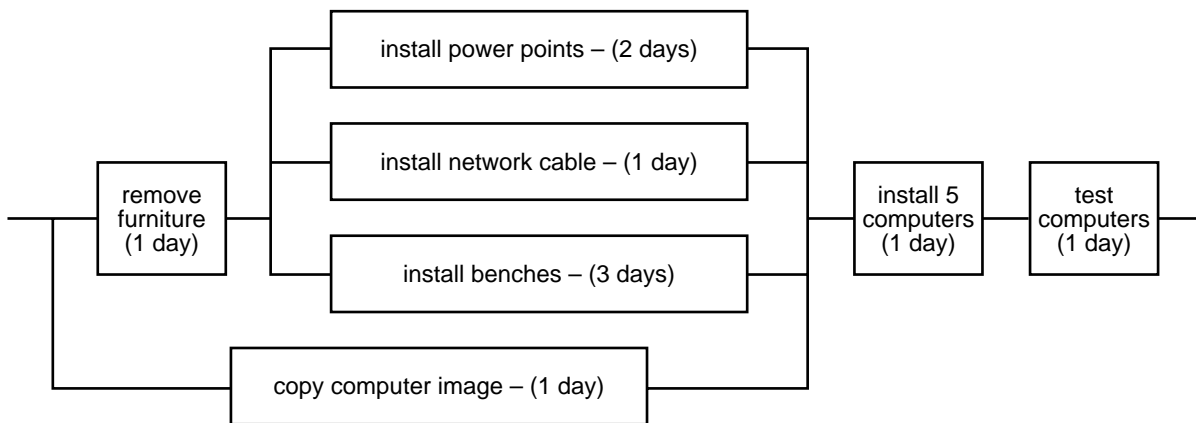 install power points – (2 days)
install network cable – (1 day)
remove
furniture
(1 day)
install 5
computers
(1 day)
test
computers
(1 day)
install benches – (3 days)
copy computer image – (1 day)